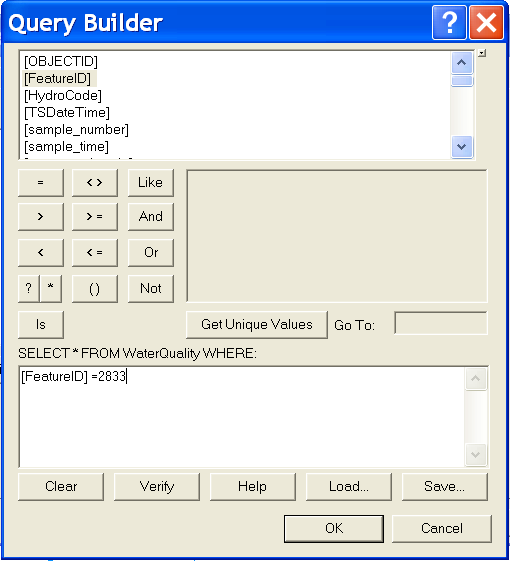 Query Builder
?
[OBJECTID]
[FeatureID]
[HydroCode]
[TSDateTime]
[sample_number]
[sample_time]
= < > Like
> > = And
< < = Or
? * ( ) Not
Is Get Unique Values Go To:
SELECT * FROM WaterQuality WHERE:
[FeatureID] =2833
Clear Verify Help Load... Save...
OK Cancel